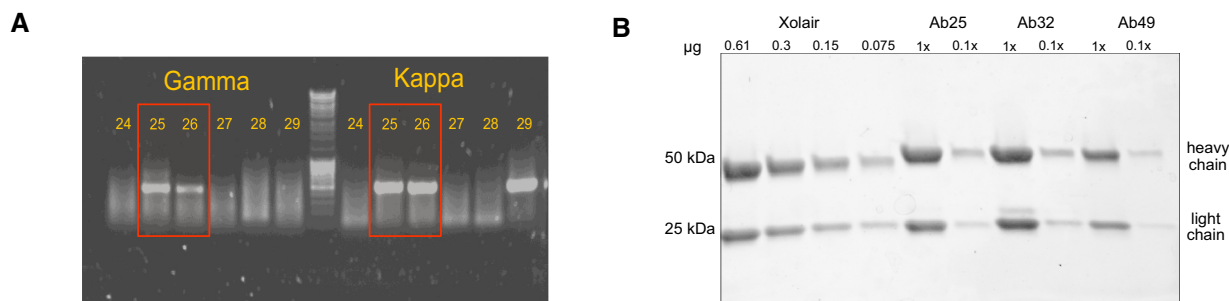 A
Gamma Kappa
24 25 26 27 28 29 24 25 26 27 28 29
B
Xolair Ab25 Ab32 Ab49
µg 0.61 0.3 0.15 0.075 1x 0.1x 1x 0.1x 1x 0.1x
50 kDa heavy chain
25 kDa light chain